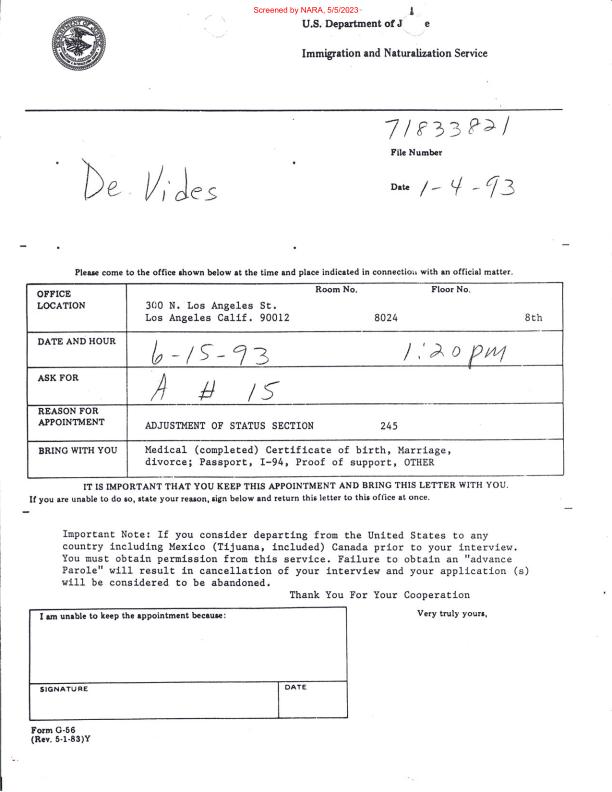 Screened by NARA, 5/5/2023
U.S. Department of J e
Immigration and Naturalization Service
71833821
File Number
De Vides
Date 1-4-93
Please come to the office shown below at the time and place indicated in connection with an official matter.
OFFICE LOCATION
Room No. Floor No.
300 N. Los Angeles St.
Los Angeles Calif. 90012 8024 8th
DATE AND HOUR 6-15-93 1:20pm
ASK FOR A # 15
REASON FOR APPOINTMENT
ADJUSTMENT OF STATUS SECTION 245
BRING WITH YOU Medical (completed) Certificate of birth, Marriage,
divorce; Passport, I-94, Proof of support, OTHER
IT IS IMPORTANT THAT YOU KEEP THIS APPOINTMENT AND BRING THIS LETTER WITH YOU.
If you are unable to do so, state your reason, sign below and return this letter to this office at once.
Important Note: If you consider departing from the United States to any
country including Mexico (Tijuana, included) Canada prior to your interview.
You must obtain permission from this service. Failure to obtain an "advance
Parole" will result in cancellation of your interview and your application (s)
will be considered to be abandoned.
Thank You For Your Cooperation
I am unable to keep the appointment because:
Very truly yours,
SIGNATURE DATE
Form G-56
(Rev. 5-1-83)Y